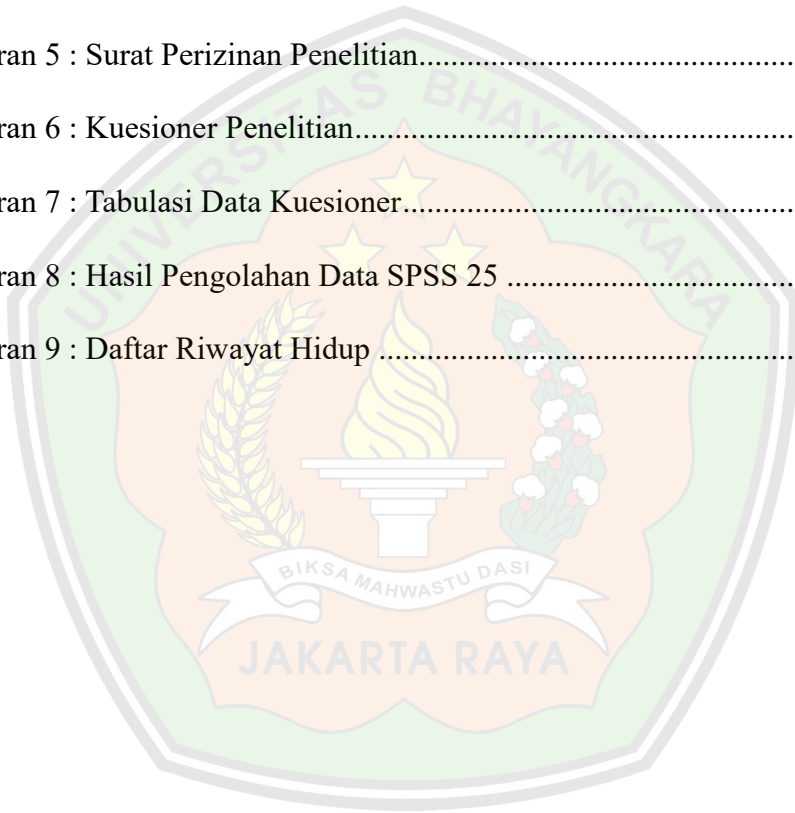 ran 5 : Surat Perizinan Penelitian..........................................
ran 6 : Kuesioner Penelitian..................................................
ran 7 : Tabulasi Data Kuesioner............................................
ran 8 : Hasil Pengolahan Data SPSS 25 ................................
ran 9 : Daftar Riwayat Hidup ...............................................
UNIVERSITAS BHAYANGKARA
BIKSA MAHWASTU DASI
JAKARTA RAYA